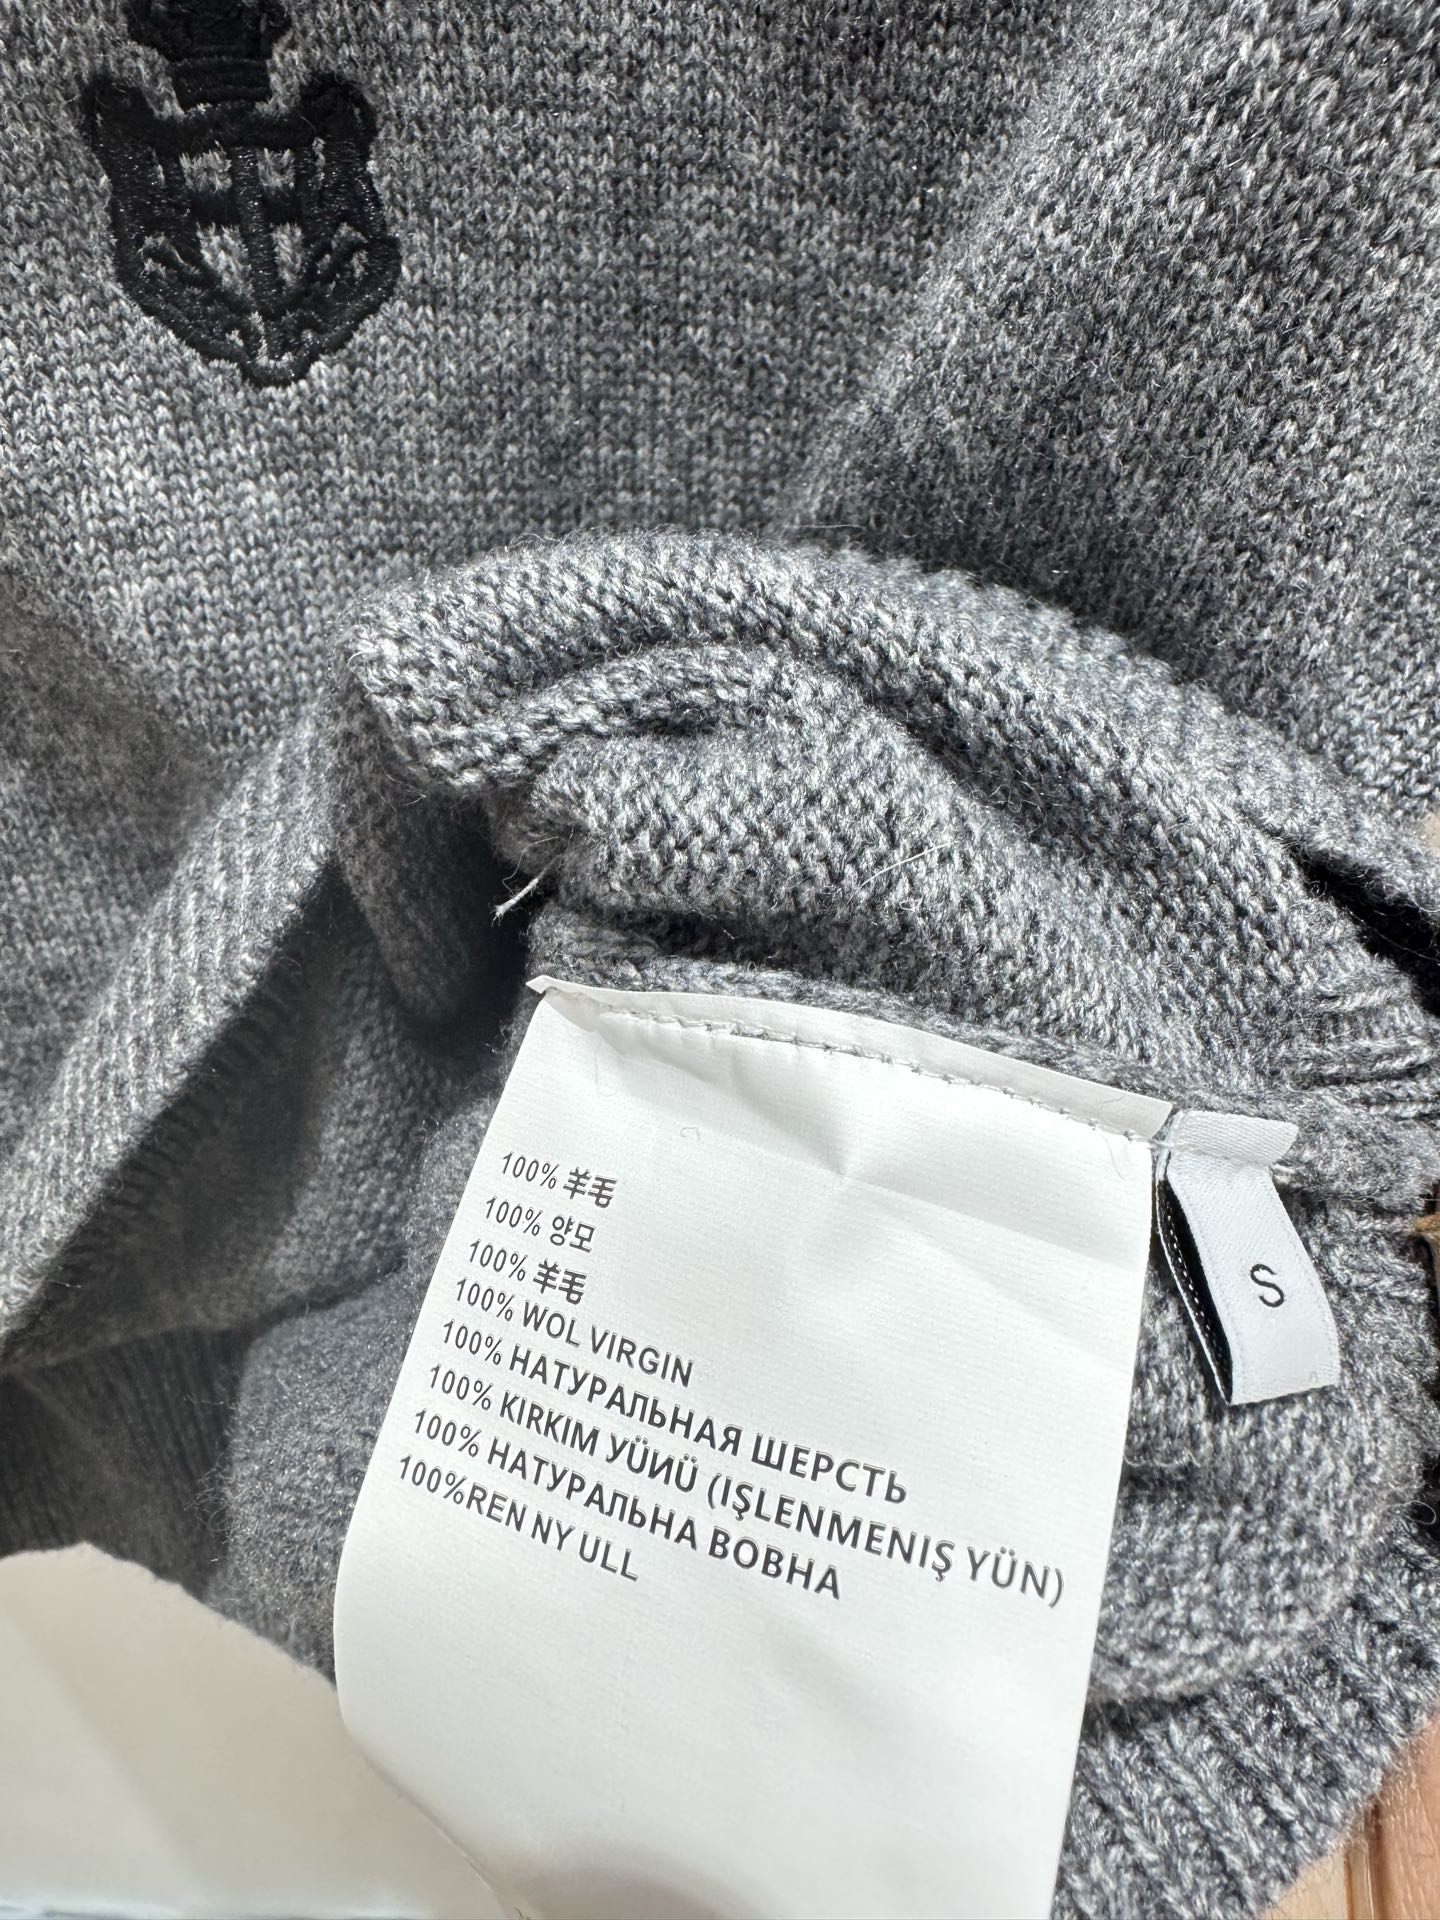 100% 羊毛
100% 양모
100% 羊毛
100% WOL VIRGIN
100% НАТУРАЛЬНАЯ ШЕРСТЬ
100% KIRKIM УÜИÜ (IŞLENMENIŞ YÜN)
100% НАТУРАЛЬНА ВОВНА
100%REN NY ULL
S